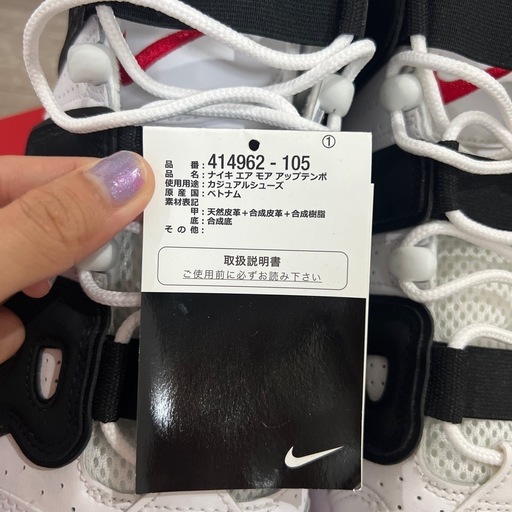 ①
品　番：414962 - 105
品　名：ナイキ エア モア アップテンポ
使用用途：カジュアルシューズ
原 産 国：ベトナム
素材表記
甲：天然皮革＋合成皮革＋合成樹脂
底：合成底
そ の 他：
取扱説明書
ご使用前に必ずお読み下さい